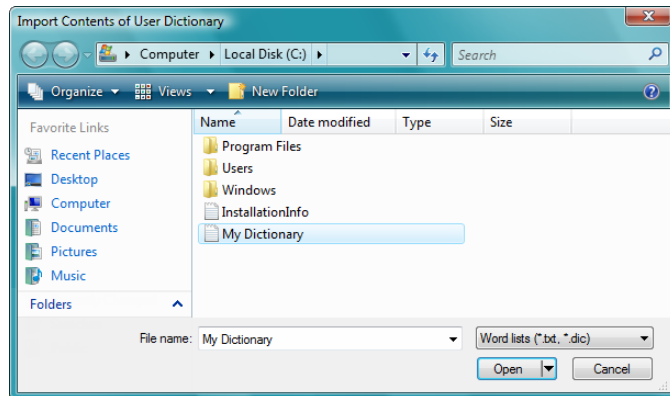 Import Contents of User Dictionary
Computer Local Disk (C:) Search
Organize Views New Folder
Favorite Links
Recent Places
Desktop
Computer
Documents
Pictures
Music
Folders
Name Date modified Type Size
Program Files
Users
Windows
InstallationInfo
My Dictionary
File name: My Dictionary Word lists (*.txt, *.dic)
Open Cancel